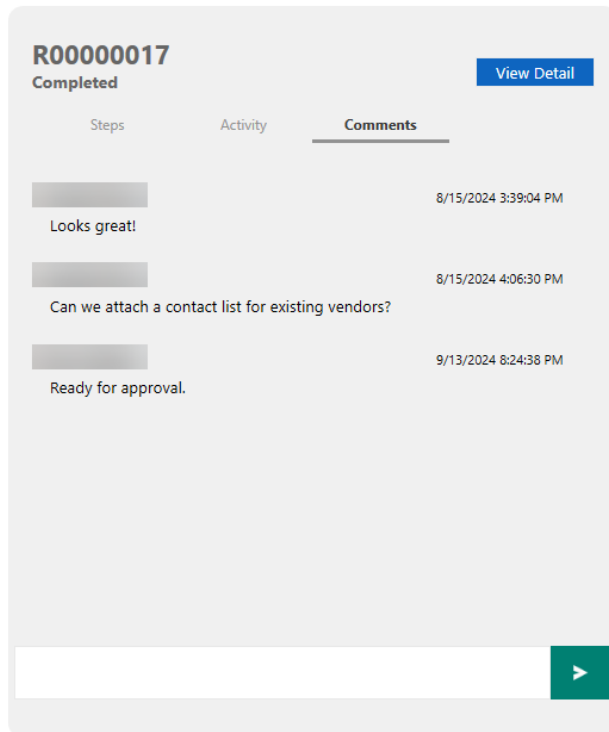 R00000017
Completed
View Detail
Steps Activity Comments
8/15/2024 3:39:04 PM
Looks great!
8/15/2024 4:06:30 PM
Can we attach a contact list for existing vendors?
9/13/2024 8:24:38 PM
Ready for approval.